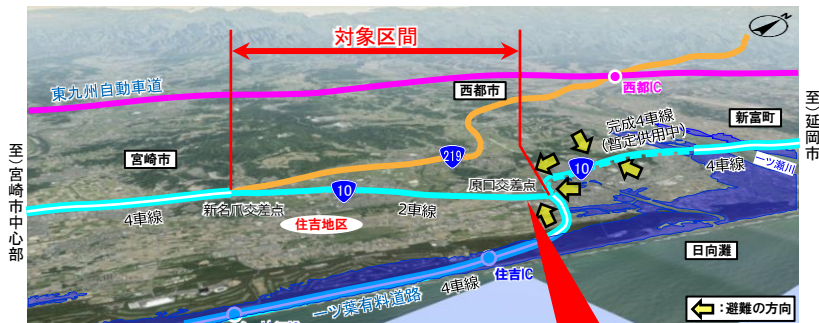 対象区間
東九州自動車道
西都市
西都IC
新富町
至）延岡市
完成4車線
(暫定供用中)
宮崎市
219
10
原口交差点
10
4車線
一ツ瀬川
至）宮崎市中心部
4車線
新名爪交差点
2車線
住吉地区
日向灘
住吉IC
4車線
一ツ葉有料道路
：避難の方向